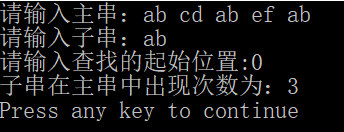 请输入主串：ab cd ab ef ab
请输入子串：ab
请输入查找的起始位置:0
子串在主串中出现次数为：3
Press any key to continue